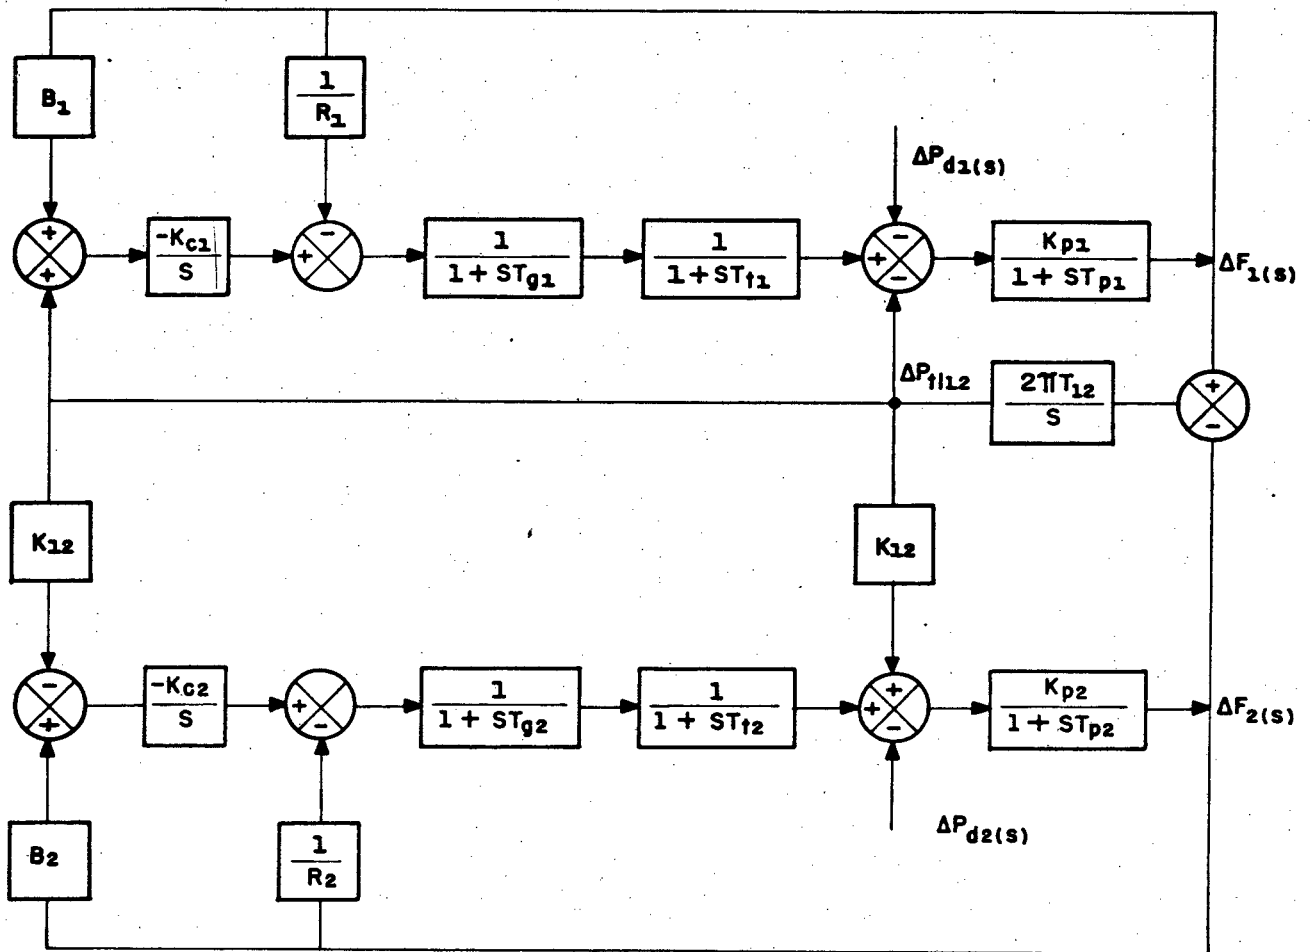 B1
1
R1
ΔPd1(S)
+
+
-Kc1
S
-
+
1
1 + STg1
1
1 + STt1
-
+
-
Kp1
1 + STp1
ΔF1(S)
ΔPtl12
2πT12
S
+
-
K12
K12
-
+
-Kc2
S
+
-
1
1 + STg2
1
1 + STt2
+
+
-
Kp2
1 + STp2
ΔF2(S)
B2
1
R2
ΔPd2(S)